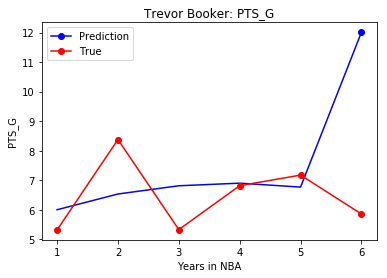 Trevor Booker: PTS_G
Prediction
True
12
11
10
9
8
7
6
5
PTS_G
1 2 3 4 5 6
Years in NBA